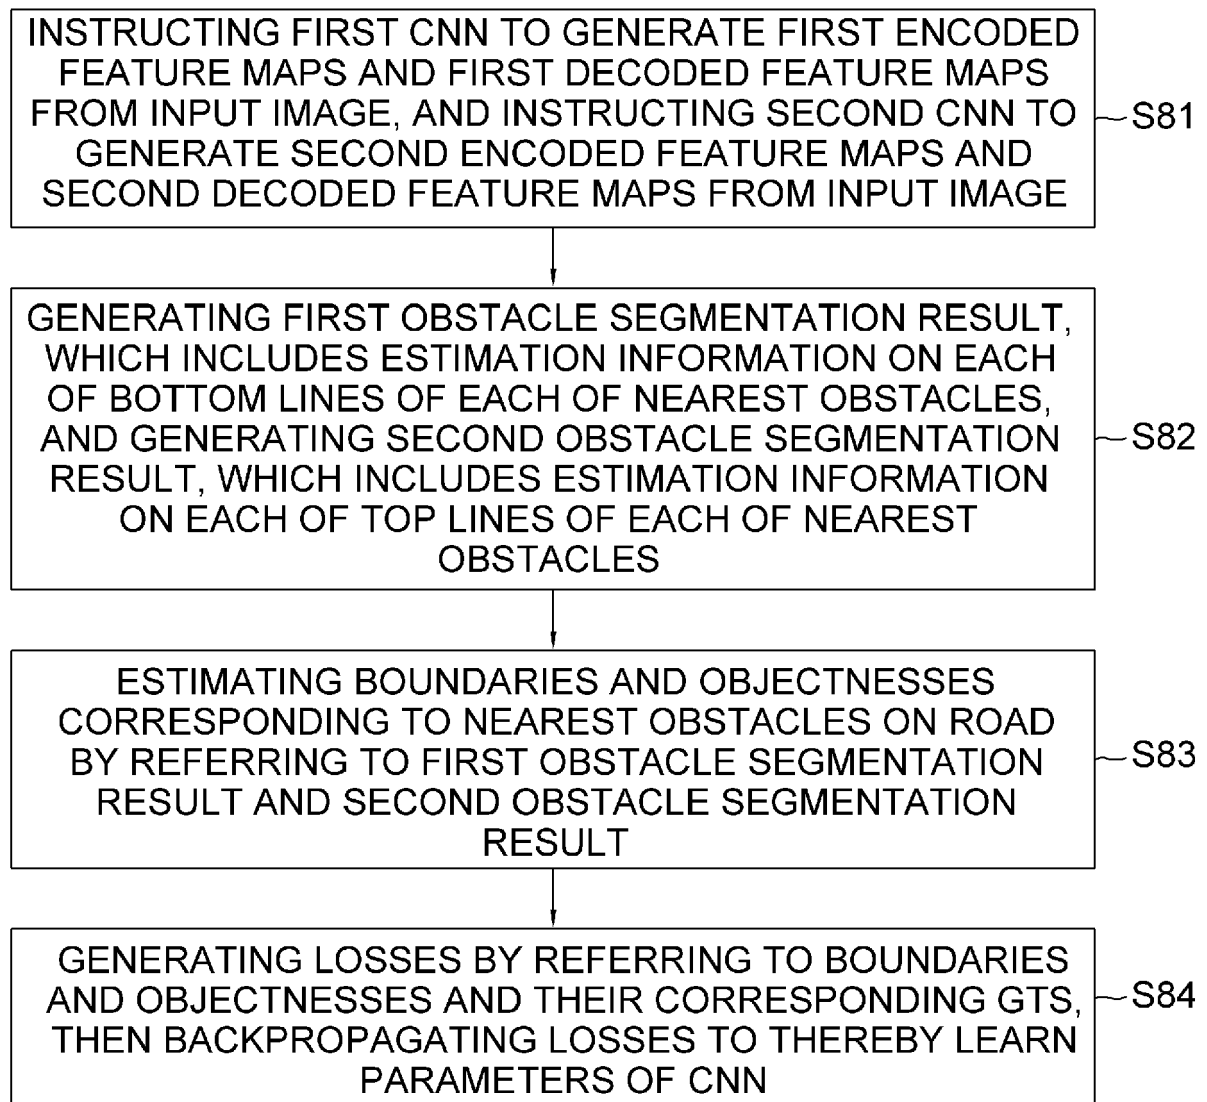 INSTRUCTING FIRST CNN TO GENERATE FIRST ENCODED
FEATURE MAPS AND FIRST DECODED FEATURE MAPS
FROM INPUT IMAGE, AND INSTRUCTING SECOND CNN TO
GENERATE SECOND ENCODED FEATURE MAPS AND
SECOND DECODED FEATURE MAPS FROM INPUT IMAGE
S81
GENERATING FIRST OBSTACLE SEGMENTATION RESULT,
WHICH INCLUDES ESTIMATION INFORMATION ON EACH
OF BOTTOM LINES OF EACH OF NEAREST OBSTACLES,
AND GENERATING SECOND OBSTACLE SEGMENTATION
RESULT, WHICH INCLUDES ESTIMATION INFORMATION
ON EACH OF TOP LINES OF EACH OF NEAREST
OBSTACLES
S82
ESTIMATING BOUNDARIES AND OBJECTNESSES
CORRESPONDING TO NEAREST OBSTACLES ON ROAD
BY REFERRING TO FIRST OBSTACLE SEGMENTATION
RESULT AND SECOND OBSTACLE SEGMENTATION
RESULT
S83
GENERATING LOSSES BY REFERRING TO BOUNDARIES
AND OBJECTNESSES AND THEIR CORRESPONDING GTS,
THEN BACKPROPAGATING LOSSES TO THEREBY LEARN
PARAMETERS OF CNN
S84